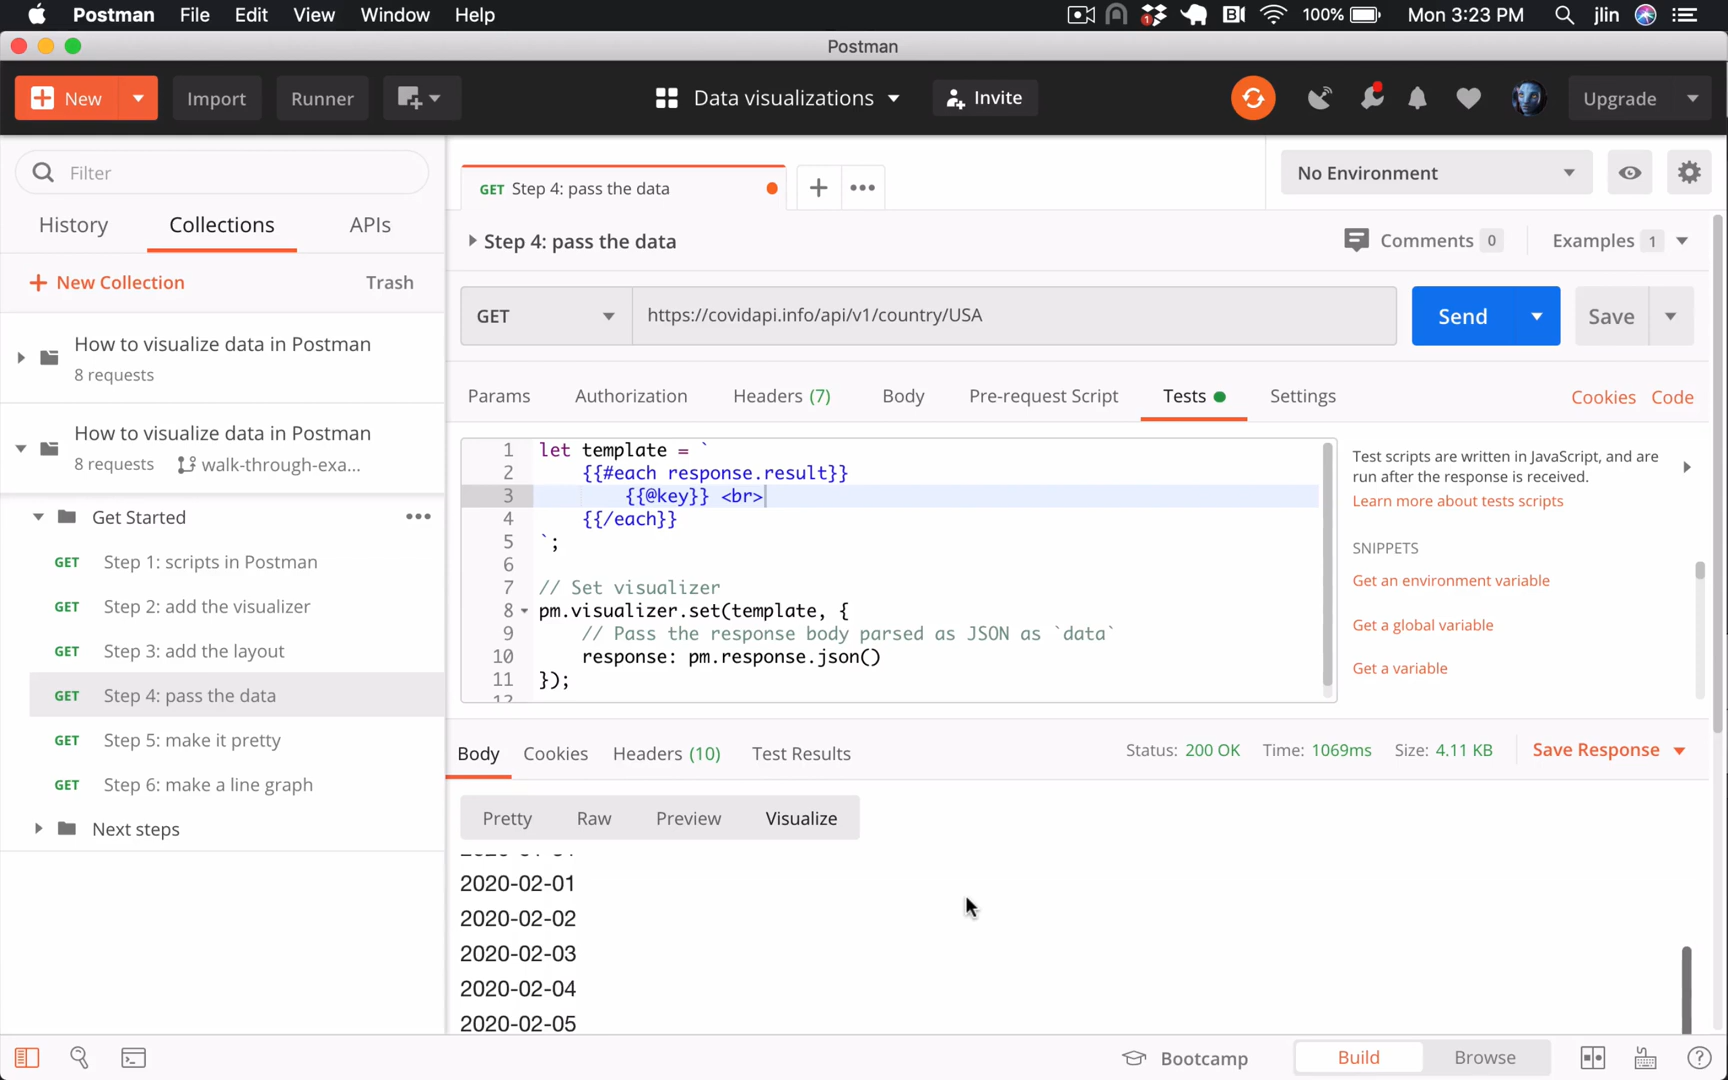 Postman File Edit View Window Help 1 100% Mon 3:23 PM jlin
Postman
New Import Runner Data visualizations Invite Upgrade
Filter
History Collections APIs
New Collection Trash
How to visualize data in Postman
8 requests
How to visualize data in Postman
8 requests walk-through-exa...
Get Started
GET Step 1: scripts in Postman
GET Step 2: add the visualizer
GET Step 3: add the layout
GET Step 4: pass the data
GET Step 5: make it pretty
GET Step 6: make a line graph
Next steps
GET Step 4: pass the data
No Environment
Step 4: pass the data
Comments 0 Examples 1
GET https://covidapi.info/api/v1/country/USA Send Save
Params Authorization Headers (7) Body Pre-request Script Tests Settings Cookies Code
1 let template = `
2 {{#each response.result}}
3 {{@key}} <br>
4 {{/each}}
5 `;
6
7 // Set visualizer
8 pm.visualizer.set(template, {
9 // Pass the response body parsed as JSON as `data`
10 response: pm.response.json()
11 });
12
Test scripts are written in JavaScript, and are
run after the response is received.
Learn more about tests scripts
SNIPPETS
Get an environment variable
Get a global variable
Get a variable
Body Cookies Headers (10) Test Results Status: 200 OK Time: 1069ms Size: 4.11 KB Save Response
Pretty Raw Preview Visualize
2020-02-01
2020-02-02
2020-02-03
2020-02-04
2020-02-05
Bootcamp Build Browse